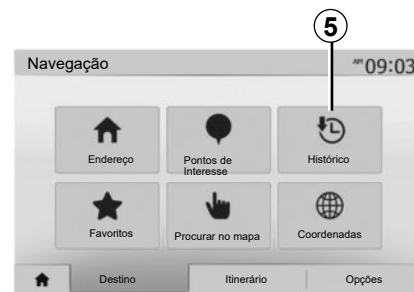 5
Navegação
AM 09:03
Endereço
Pontos de
Interesse
Histórico
Favoritos
Procurar no mapa
Coordenadas
Destino
Itinerário
Opções